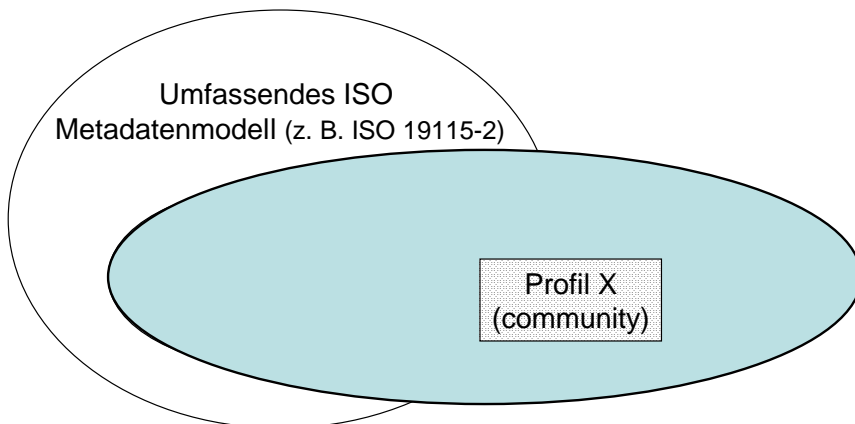 Umfassendes ISO
Metadatenmodell (z. B. ISO 19115-2)
Profil X
(community)